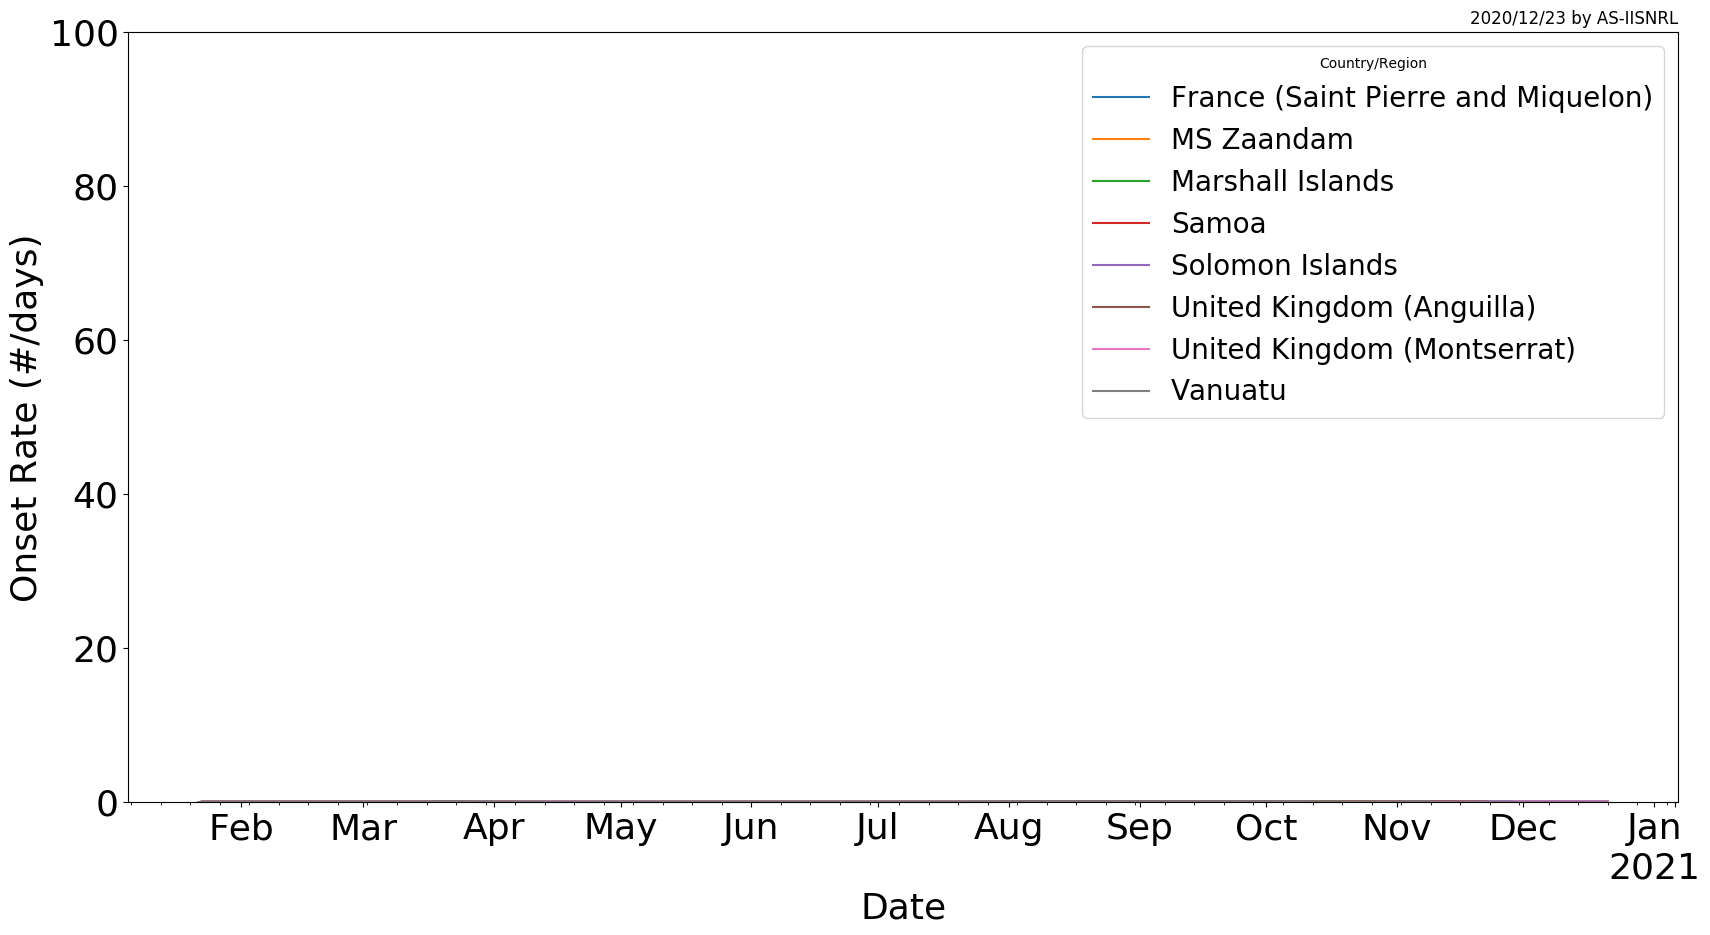 2020/12/23 by AS-IISNRL
100
80
60
40
20
0
Onset Rate (#/days)
Country/Region
France (Saint Pierre and Miquelon)
MS Zaandam
Marshall Islands
Samoa
Solomon Islands
United Kingdom (Anguilla)
United Kingdom (Montserrat)
Vanuatu
Feb Mar Apr May Jun Jul Aug Sep Oct Nov Dec Jan
2021
Date